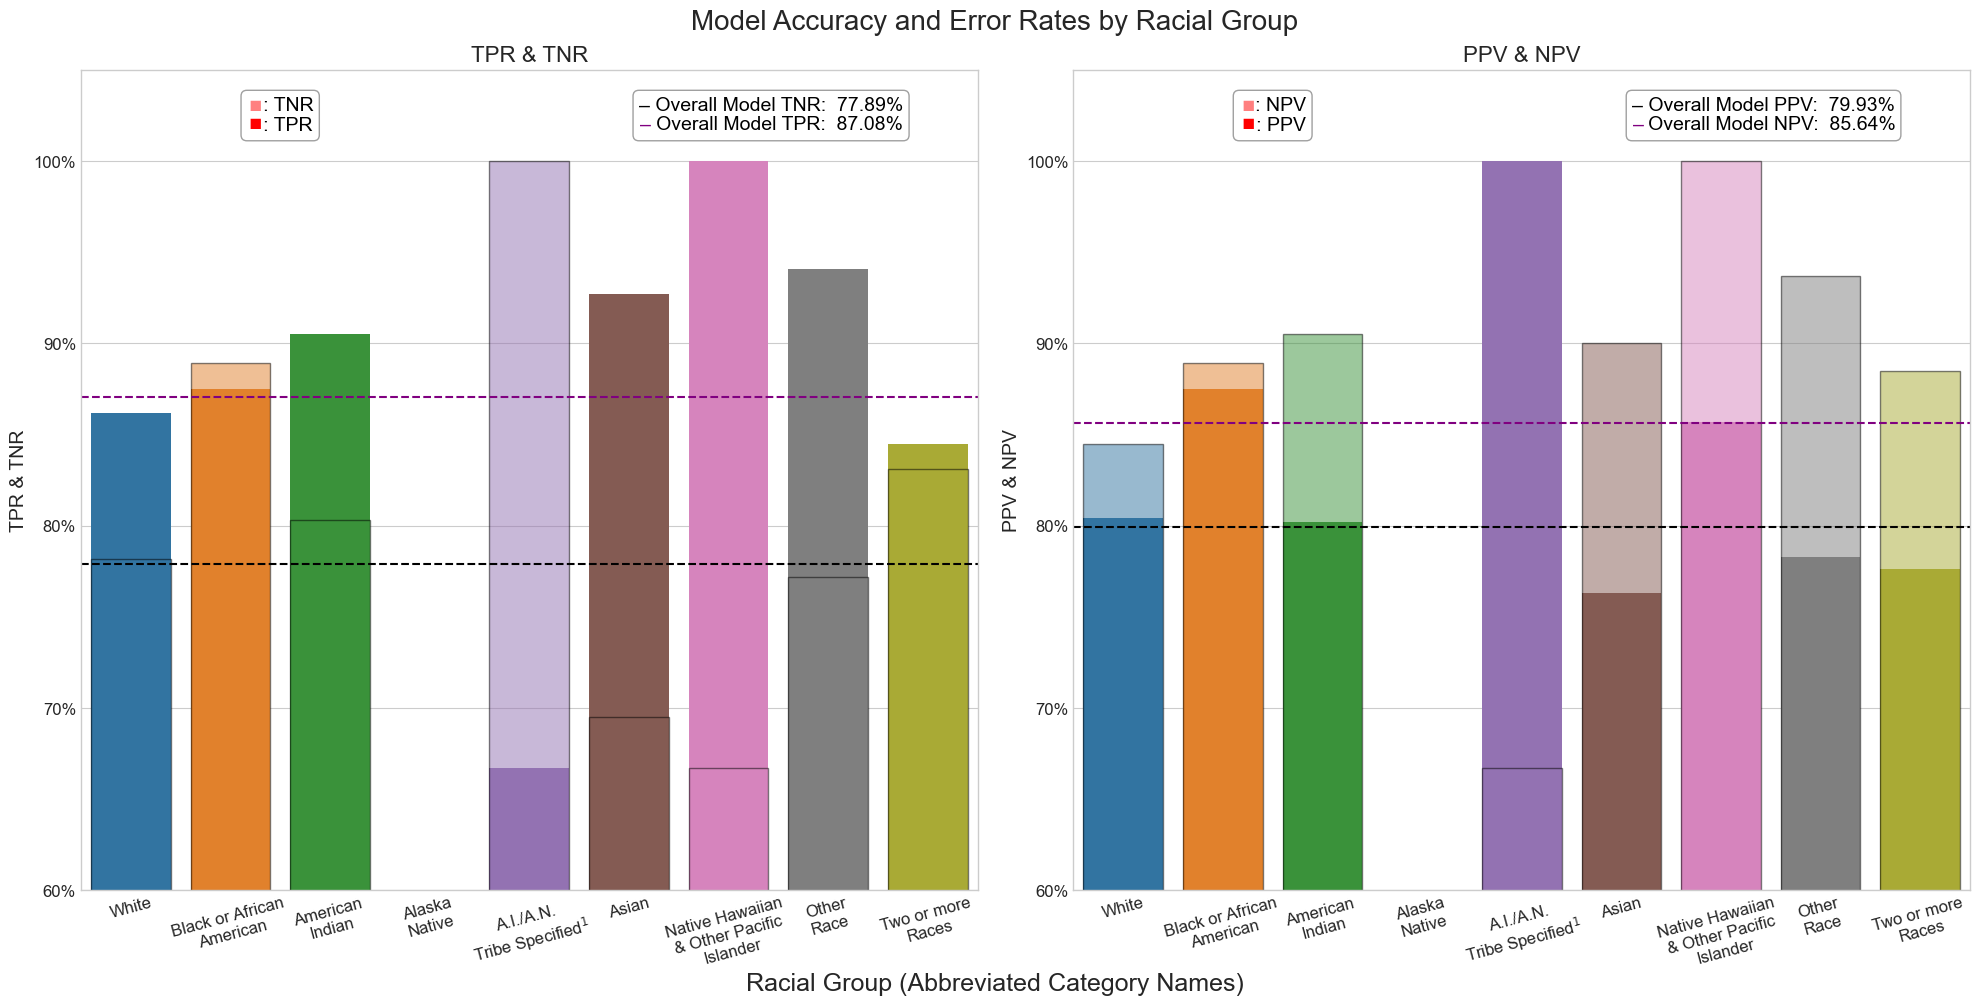 Model Accuracy and Error Rates by Racial Group
TPR & TNR
■: TNR
■: TPR
– Overall Model TNR:  77.89%
– Overall Model TPR:  87.08%
100%
90%
80%
70%
60%
TPR & TNR
White
Black or African
American
American
Indian
Alaska
Native
A.I./A.N.
Tribe Specified¹
Asian
Native Hawaiian
& Other Pacific
Islander
Other
Race
Two or more
Races
PPV & NPV
■: NPV
■: PPV
– Overall Model PPV:  79.93%
– Overall Model NPV:  85.64%
100%
90%
80%
70%
60%
PPV & NPV
White
Black or African
American
American
Indian
Alaska
Native
A.I./A.N.
Tribe Specified¹
Asian
Native Hawaiian
& Other Pacific
Islander
Other
Race
Two or more
Races
Racial Group (Abbreviated Category Names)